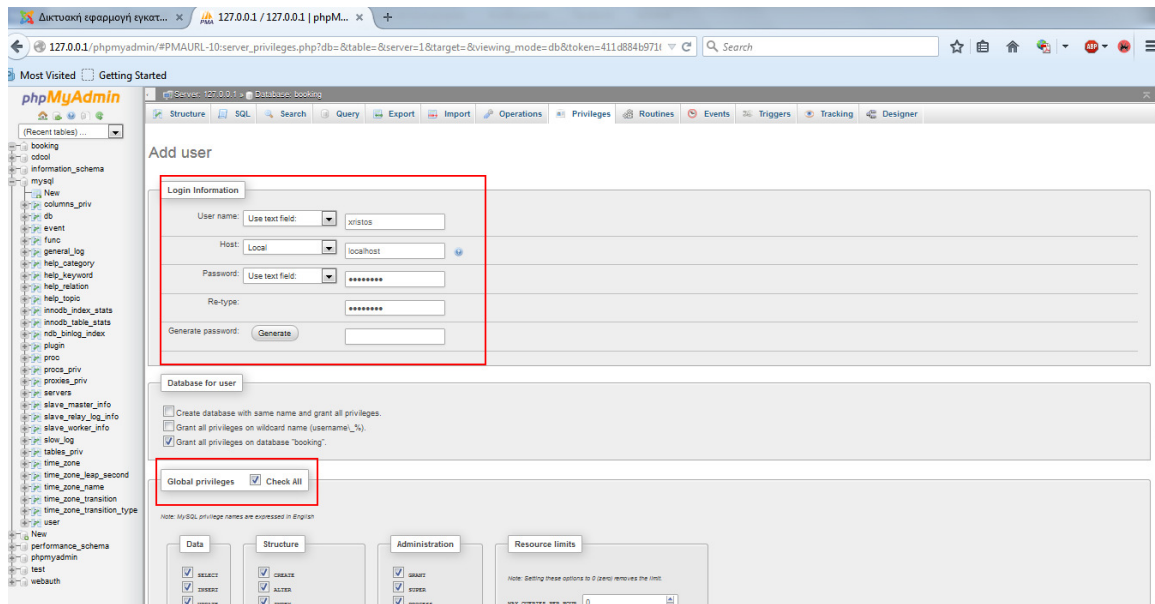 Δικτυακή εφαρμογή εγκατ...
127.0.0.1 / 127.0.0.1 | phpM...
127.0.0.1/phpmyadmin/#PMAURL-10:server_privileges.php?db=&table=&server=1&target=&viewing_mode=db&token=411d884b971f
Search
Most Visited
Getting Started
phpMyAdmin
(Recent tables) ...
booking
cdcol
information_schema
mysql
New
columns_priv
db
event
func
general_log
help_category
help_keyword
help_relation
help_topic
innodb_index_stats
innodb_table_stats
ndb_binlog_index
plugin
proc
procs_priv
proxies_priv
servers
slave_master_info
slave_relay_log_info
slave_worker_info
slow_log
tables_priv
time_zone
time_zone_leap_second
time_zone_name
time_zone_transition
time_zone_transition_type
user
New
performance_schema
phpmyadmin
test
webauth
Server: 127.0.0.1 » Database: booking
Structure SQL Search Query Export Import Operations Privileges Routines Events Triggers Tracking Designer
Add user
Login Information
User name: Use text field: xristos
Host: Local localhost
Password: Use text field: ••••••••
Re-type: ••••••••
Generate password: Generate
Database for user
Create database with same name and grant all privileges.
Grant all privileges on wildcard name (username\_%).
Grant all privileges on database "booking".
Global privileges Check All
Note: MySQL privilege names are expressed in English
Data Structure Administration Resource limits
SELECT CREATE GRANT
Note: Setting these options to 0 (zero) removes the limit.
INSERT ALTER SUPER
MAX QUERIES PER HOUR 0